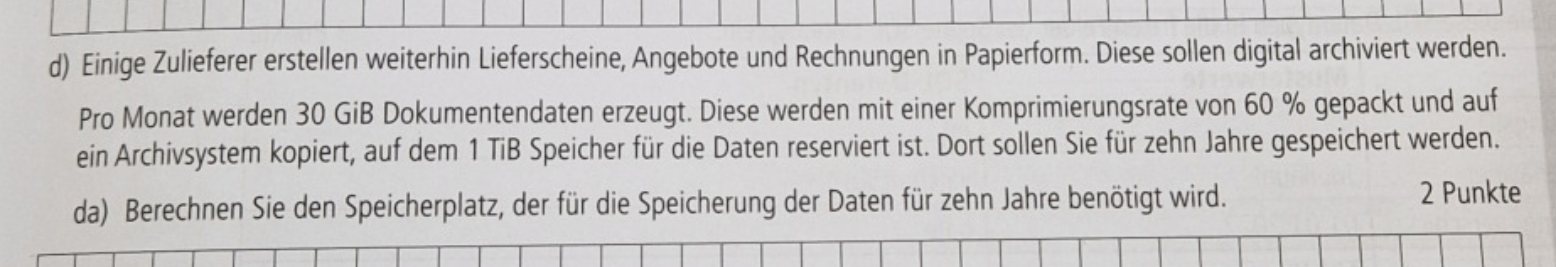 d) Einige Zulieferer erstellen weiterhin Lieferscheine, Angebote und Rechnungen in Papierform. Diese sollen digital archiviert werden.
Pro Monat werden 30 GiB Dokumentendaten erzeugt. Diese werden mit einer Komprimierungsrate von 60 % gepackt und auf
ein Archivsystem kopiert, auf dem 1 TiB Speicher für die Daten reserviert ist. Dort sollen Sie für zehn Jahre gespeichert werden.
da) Berechnen Sie den Speicherplatz, der für die Speicherung der Daten für zehn Jahre benötigt wird. 2 Punkte